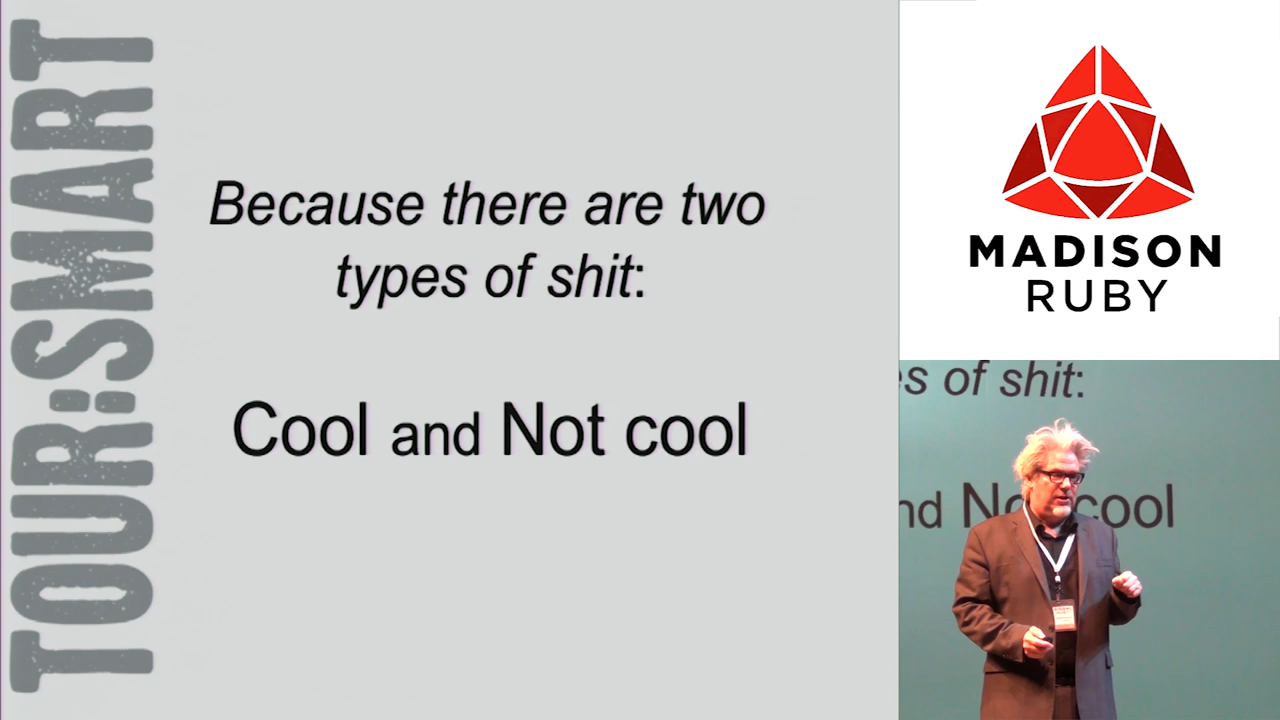 TOUR:SMART
Because there are two
types of shit:
Cool and Not cool
MADISON
RUBY
es of shit:
nd Not cool